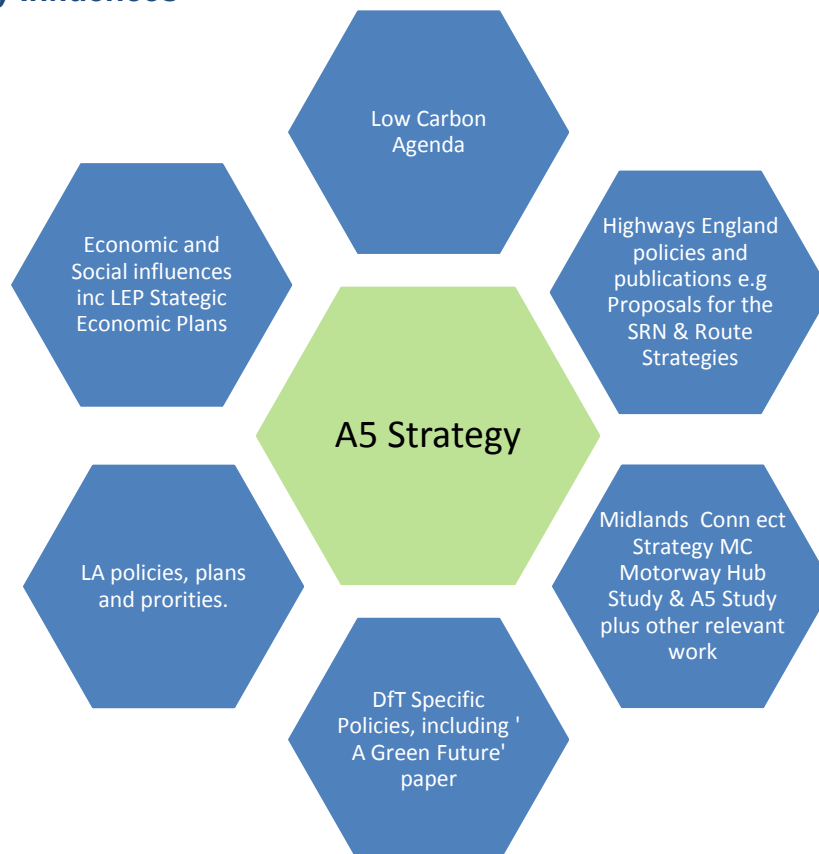 Low Carbon
Agenda
Economic and
Social influences
inc LEP Stategic
Economic Plans
Highways England
policies and
publications e.g
Proposals for the
SRN & Route
Strategies
A5 Strategy
LA policies, plans
and prorities.
Midlands Conn ect
Strategy MC
Motorway Hub
Study & A5 Study
plus other relevant
work
DfT Specific
Policies, including '
A Green Future'
paper